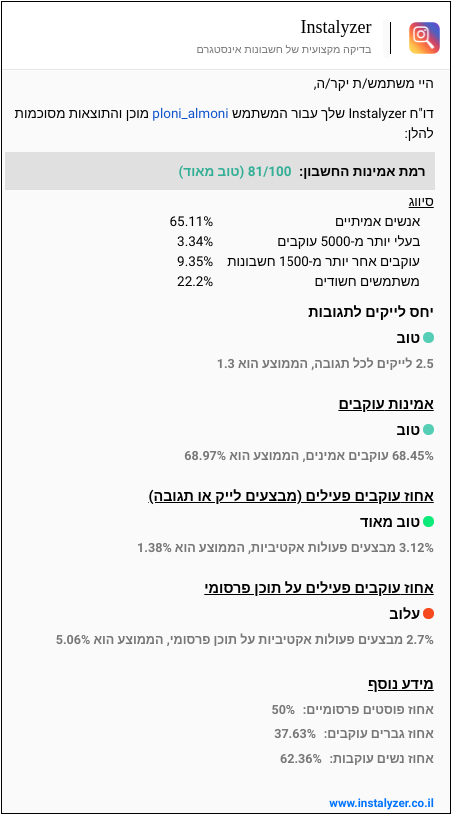 Instalyzer
בדיקה מקצועית של חשבונות אינסטגרם
היי משתמש/ת יקר/ה,
דו"ח Instalyzer שלך עבור המשתמש ploni_almoni מוכן והתוצאות מסוכמות
להלן:
רמת אמינות החשבון: 81/100 (טוב מאוד)
סיווג
אנשים אמיתיים 65.11%
בעלי יותר מ-5000 עוקבים 3.34%
עוקבים אחר יותר מ-1500 חשבונות 9.35%
משתמשים חשודים 22.2%
יחס לייקים לתגובות
טוב
2.5 לייקים לכל תגובה, הממוצע הוא 1.3
אמינות עוקבים
טוב
68.45% עוקבים אמינים, הממוצע הוא 68.97%
אחוז עוקבים פעילים (מבצעים לייק או תגובה)
טוב מאוד
3.12% מבצעים פעולות אקטיביות, הממוצע הוא 1.38%
אחוז עוקבים פעילים על תוכן פרסומי
עלוב
2.7% מבצעים פעולות אקטיביות על תוכן פרסומי, הממוצע הוא 5.06%
מידע נוסף
אחוז פוסטים פרסומיים: 50%
אחוז גברים עוקבים: 37.63%
אחוז נשים עוקבות: 62.36%
www.instalyzer.co.il